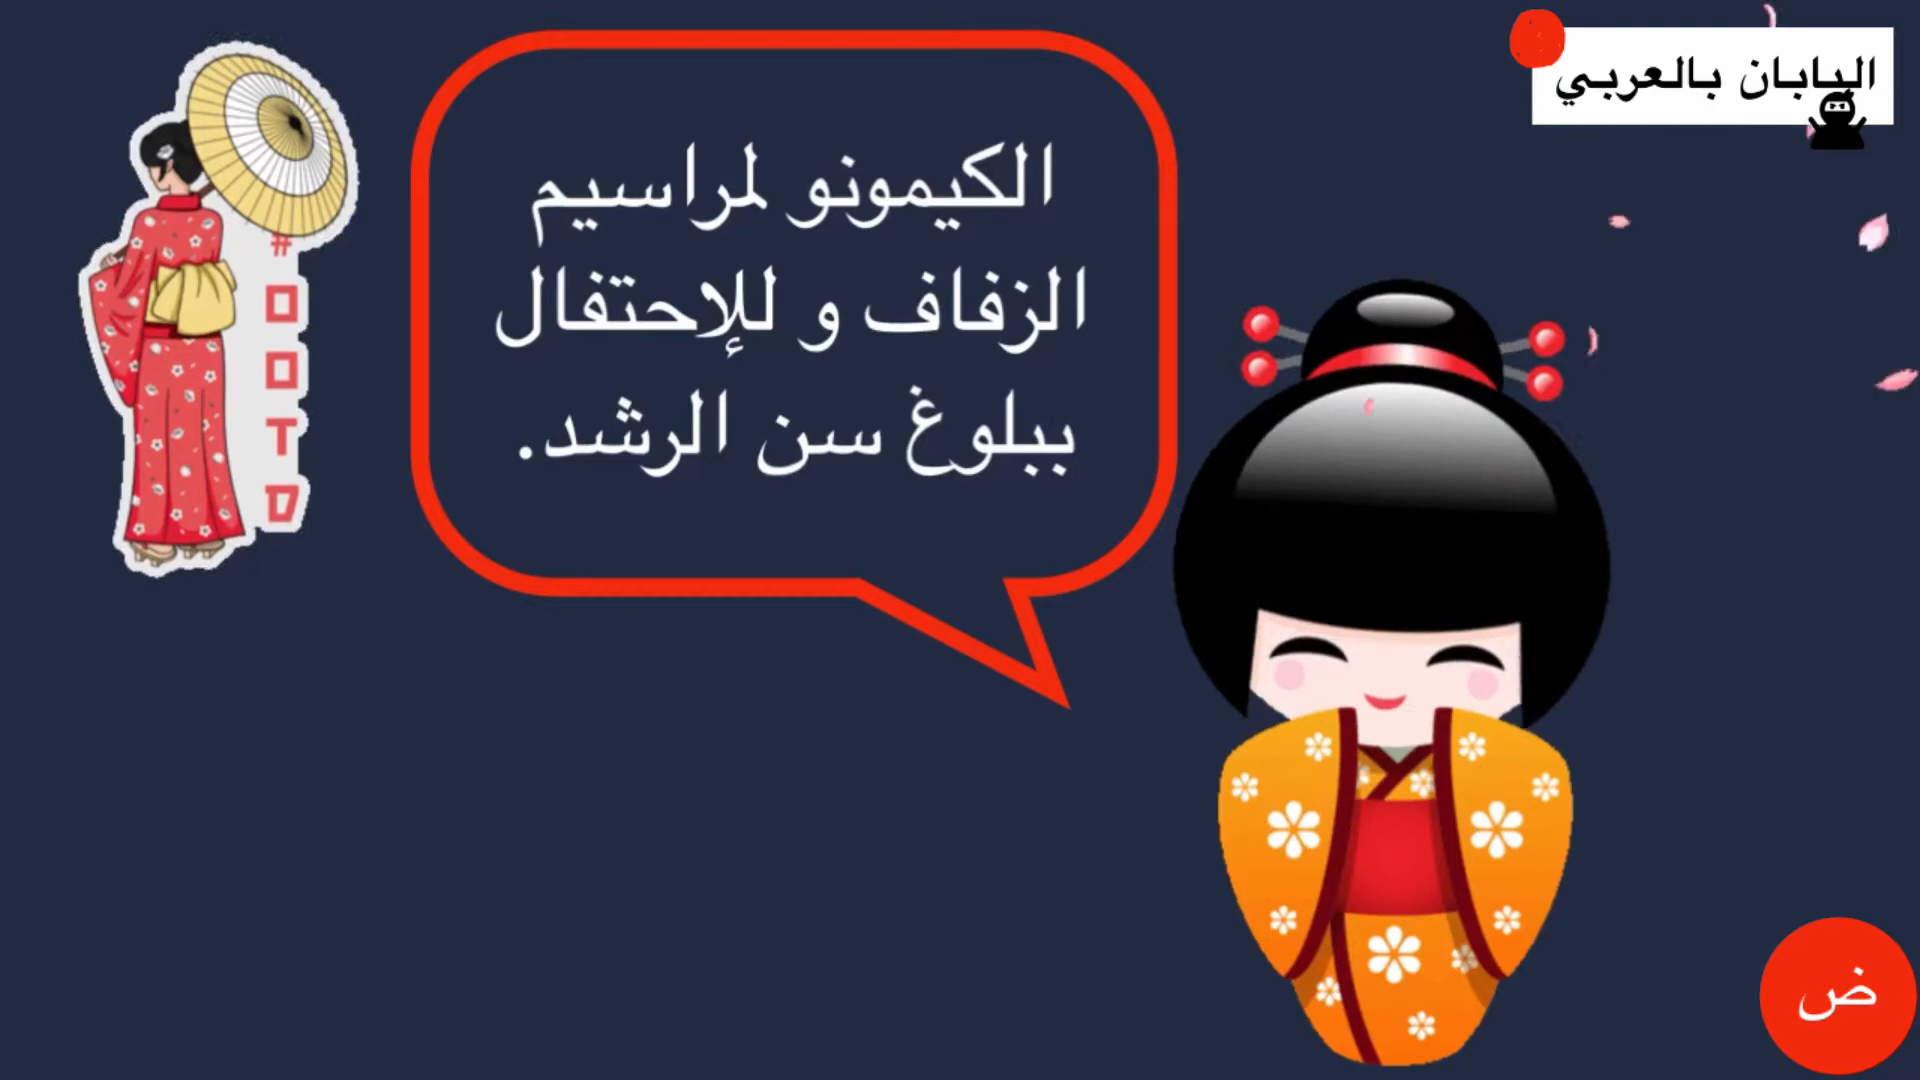 اليابان بالعربي
الكيمونو لمراسيم
الزفاف و للإحتفال
ببلوغ سن الرشد.
#
O
O
T
D
ض